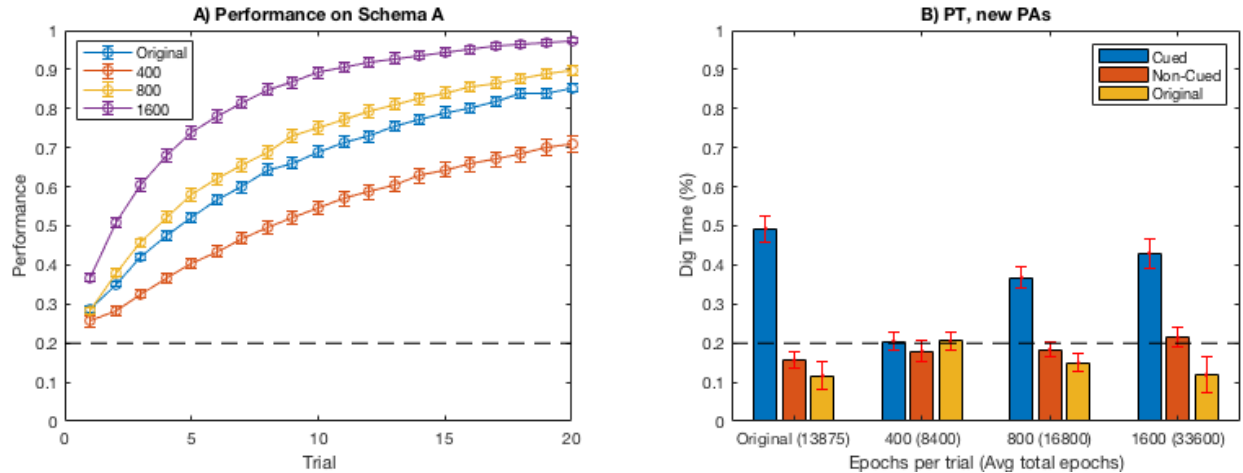 A) Performance on Schema A
Performance
1
0.9
0.8
0.7
0.6
0.5
0.4
0.3
0.2
0.1
0
Original
400
800
1600
0 5 10 15 20
Trial
B) PT, new PAs
Dig Time (%)
1
0.9
0.8
0.7
0.6
0.5
0.4
0.3
0.2
0.1
0
Cued
Non-Cued
Original
Original (13875) 400 (8400) 800 (16800) 1600 (33600)
Epochs per trial (Avg total epochs)